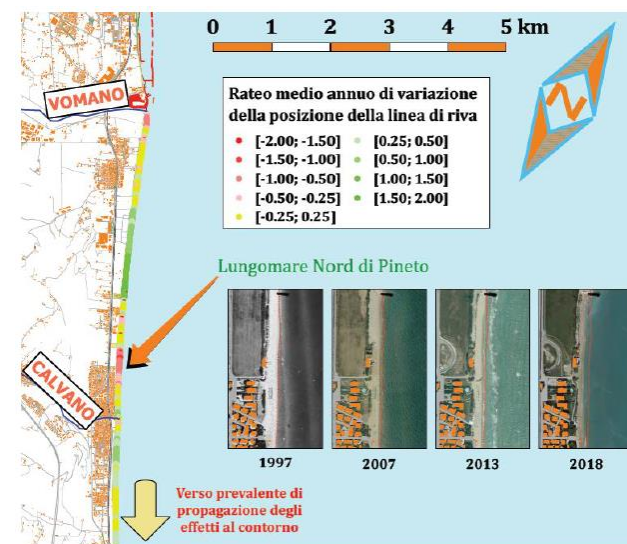 0 1 2 3 4 5 km
VOMANO
Rateo medio annuo di variazione
della posizione della linea di riva
[-2.00; -1.50]
[-1.50; -1.00]
[-1.00; -0.50]
[-0.50; -0.25]
[-0.25; 0.25]
[0.25; 0.50]
[0.50; 1.00]
[1.00; 1.50]
[1.50; 2.00]
N
Lungomare Nord di Pineto
CALVANO
1997 2007 2013 2018
Verso prevalente di
propagazione degli
effetti al contorno